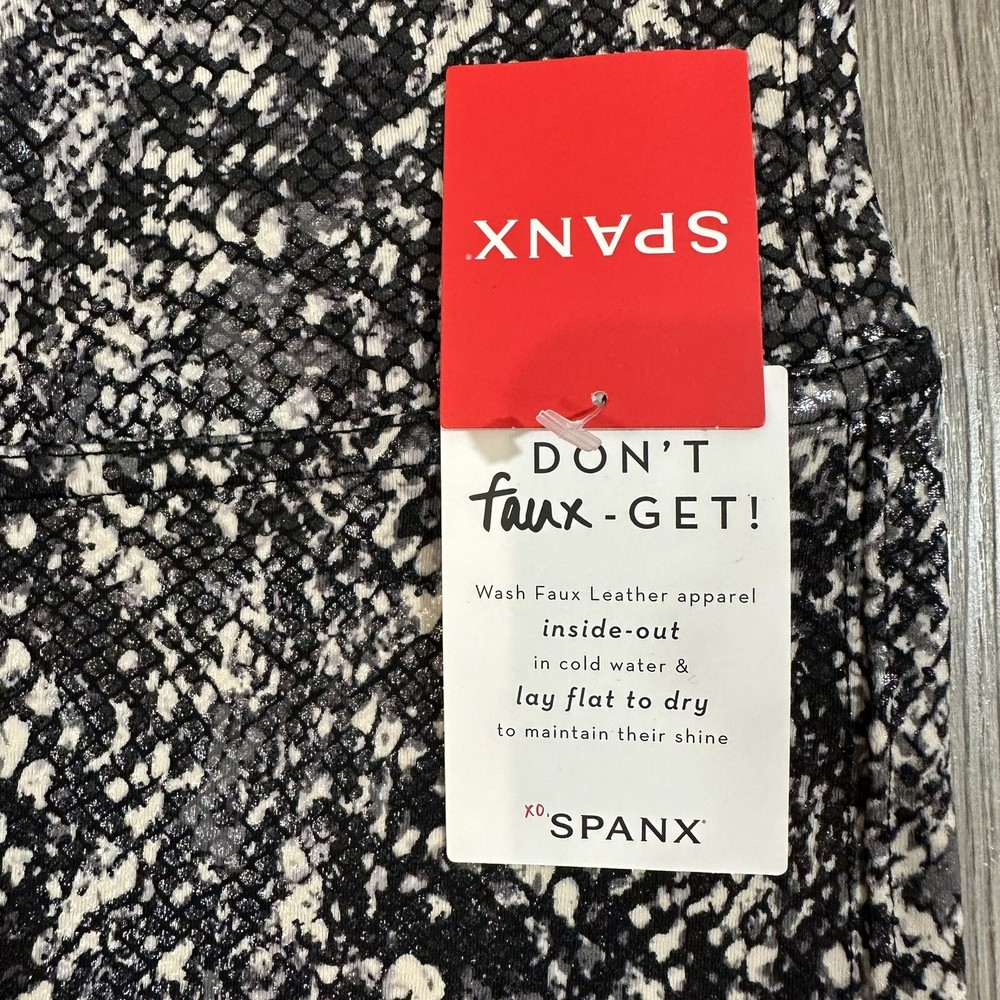 SPANX®
DON'T
faux-GET!
Wash Faux Leather apparel
inside-out
in cold water &
lay flat to dry
to maintain their shine
XO, SPANX®